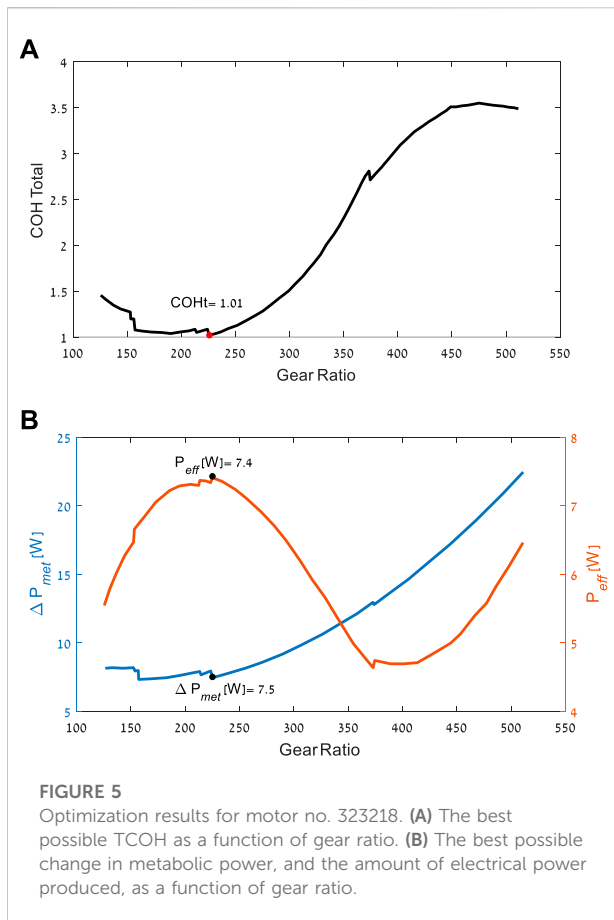 A
4
3.5
3
2.5
2
1.5
1
COH Total
COHt= 1.01
100 150 200 250 300 350 400 450 500 550
Gear Ratio
B
25
20
15
10
5
Δ P met [W]
P eff [W]= 7.4
Δ P met [W]= 7.5
8
7
6
5
4
P eff [W]
100 150 200 250 300 350 400 450 500 550
Gear Ratio
FIGURE 5
Optimization results for motor no. 323218. (A) The best
possible TCOH as a function of gear ratio. (B) The best possible
change in metabolic power, and the amount of electrical power
produced, as a function of gear ratio.